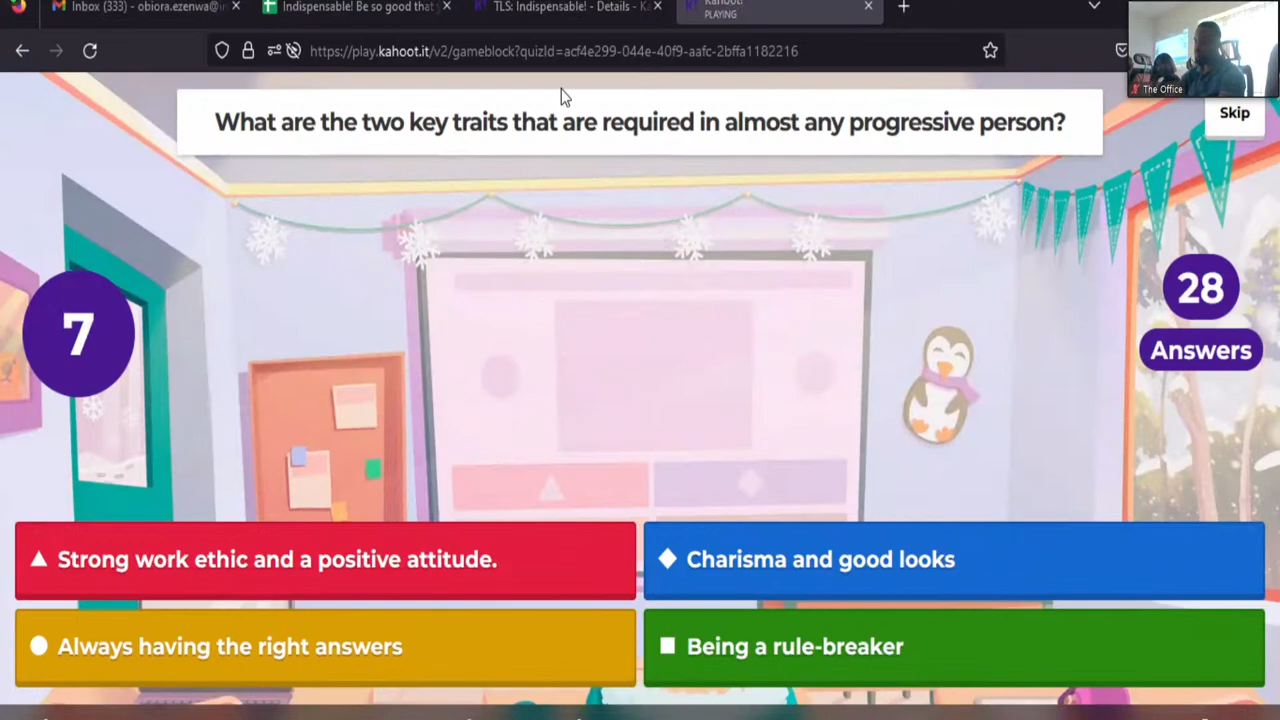 Inbox (333) - obiora.ezenwa@i
Indispensable! Be so good that y
TLS: Indispensable! - Details - Ka
Kahoot!
PLAYING
https://play.kahoot.it/v2/gameblock?quizId=acf4e299-044e-40f9-aafc-2bffa1182216
The Office
What are the two key traits that are required in almost any progressive person?
Skip
7
28
Answers
Strong work ethic and a positive attitude.
Charisma and good looks
Always having the right answers
Being a rule-breaker